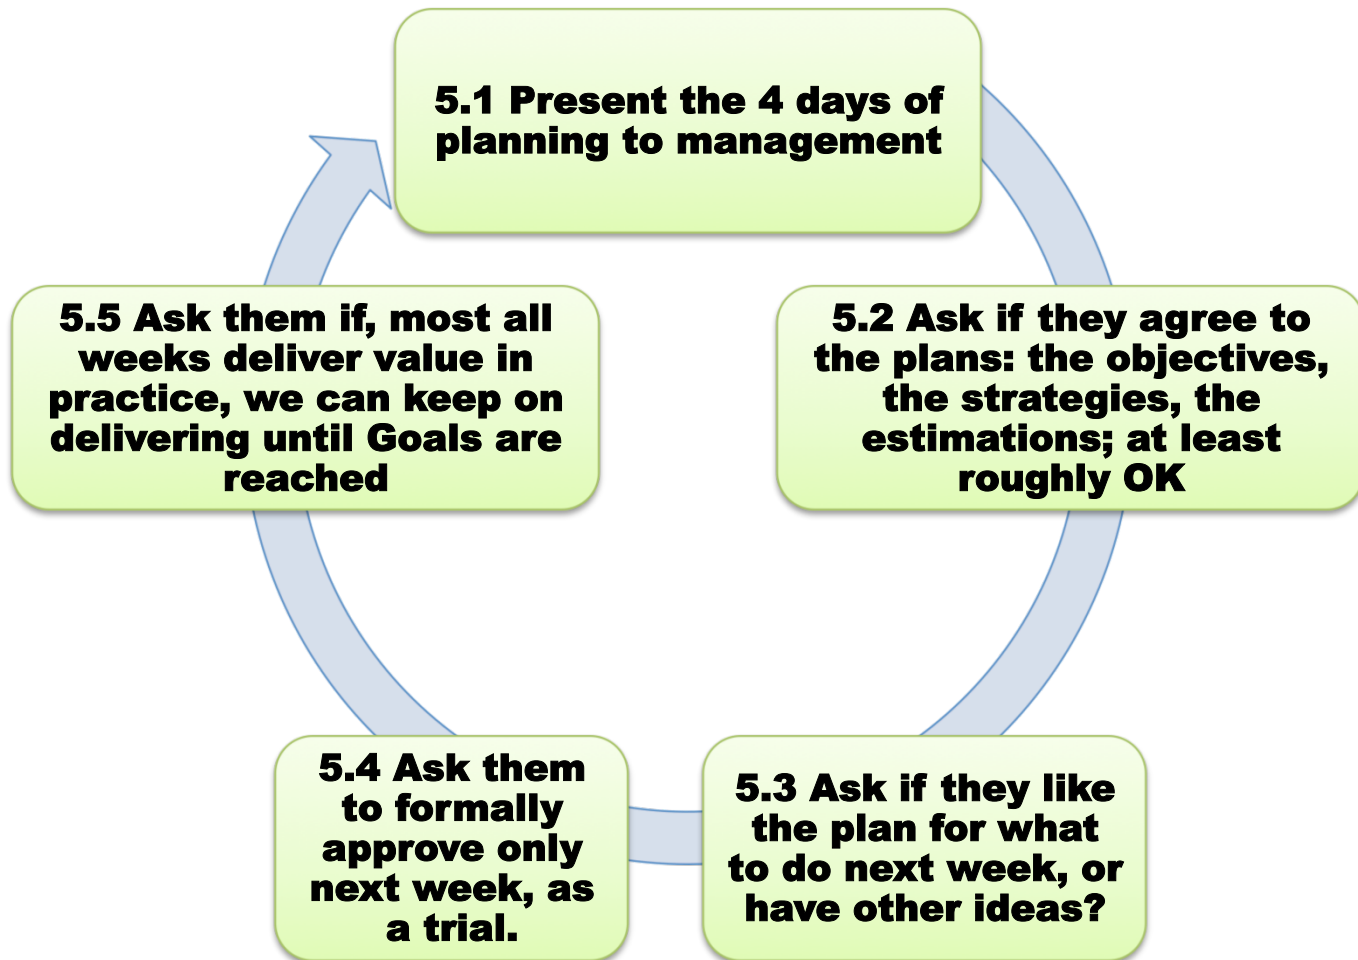 5.1 Present the 4 days of
planning to management
5.2 Ask if they agree to
the plans: the objectives,
the strategies, the
estimations; at least
roughly OK
5.3 Ask if they like
the plan for what
to do next week, or
have other ideas?
5.4 Ask them
to formally
approve only
next week, as
a trial.
5.5 Ask them if, most all
weeks deliver value in
practice, we can keep on
delivering until Goals are
reached